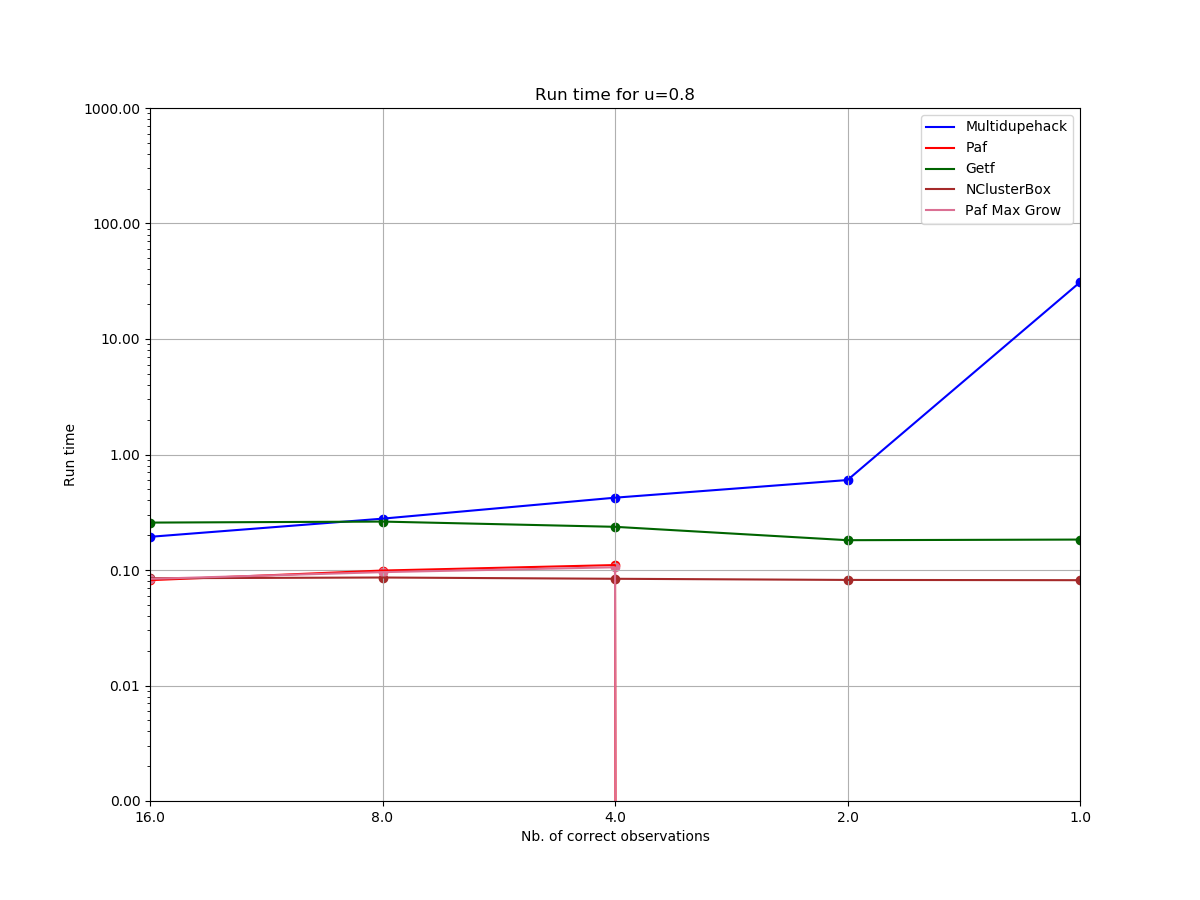 Run time for u=0.8
1000.00
100.00
10.00
1.00
0.10
0.01
0.00
Run time
Multidupehack
Paf
Getf
NClusterBox
Paf Max Grow
16.0 8.0 4.0 2.0 1.0
Nb. of correct observations